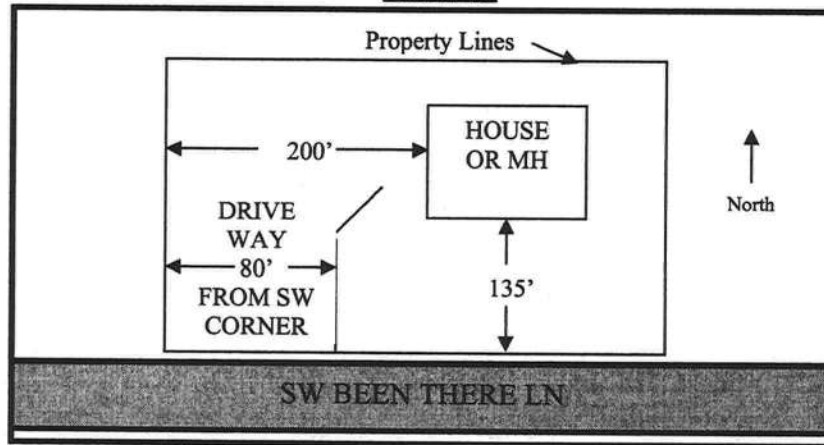 Property Lines
HOUSE
OR MH
200’
North
DRIVE
WAY
80’
FROM SW
CORNER
135’
SW BEEN THERE LN